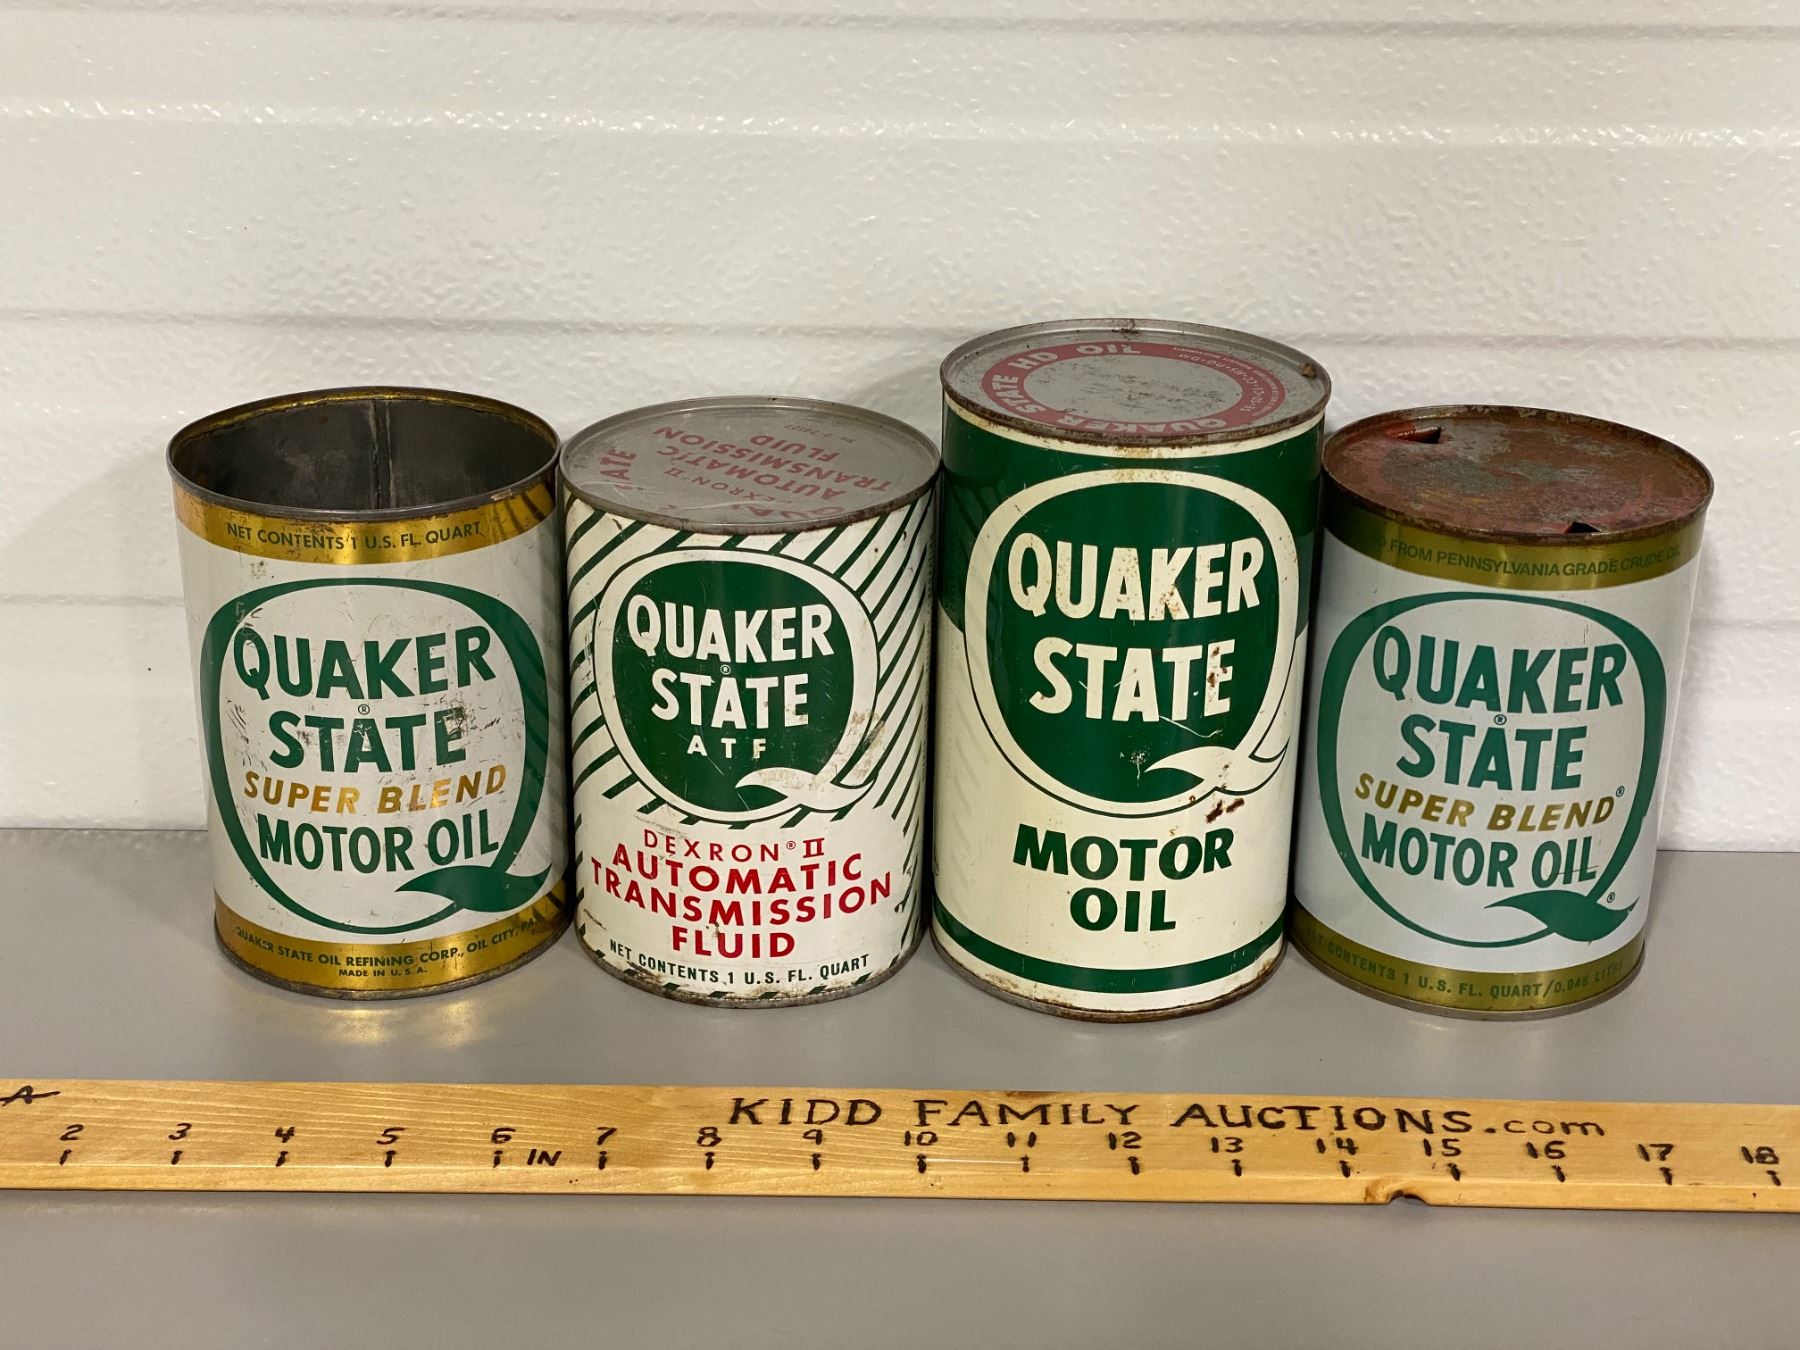 NET CONTENTS 1 U.S. FL. QUART
QUAKER
STATE®
SUPER BLEND
MOTOR OIL
QUAKER STATE OIL REFINING CORP., OIL CITY, PA.
MADE IN U.S.A.
DEXRON® II
AUTOMATIC
TRANSMISSION
FLUID
QUAKER
STATE®
ATF
DEXRON® II
AUTOMATIC
TRANSMISSION
FLUID
NET CONTENTS 1 U.S. FL. QUART
QUAKER STATE HD OIL
QUAKER
STATE
MOTOR
OIL
FROM PENNSYLVANIA GRADE CRUDE OIL
QUAKER
STATE®
SUPER BLEND®
MOTOR OIL
®
CONTENTS 1 U.S. FL. QUART/0.946 LITRE
KIDD FAMILY AUCTIONS.com
2 3 4 5 6 7 8 9 10 11 12 13 14 15 16 17 18
IN